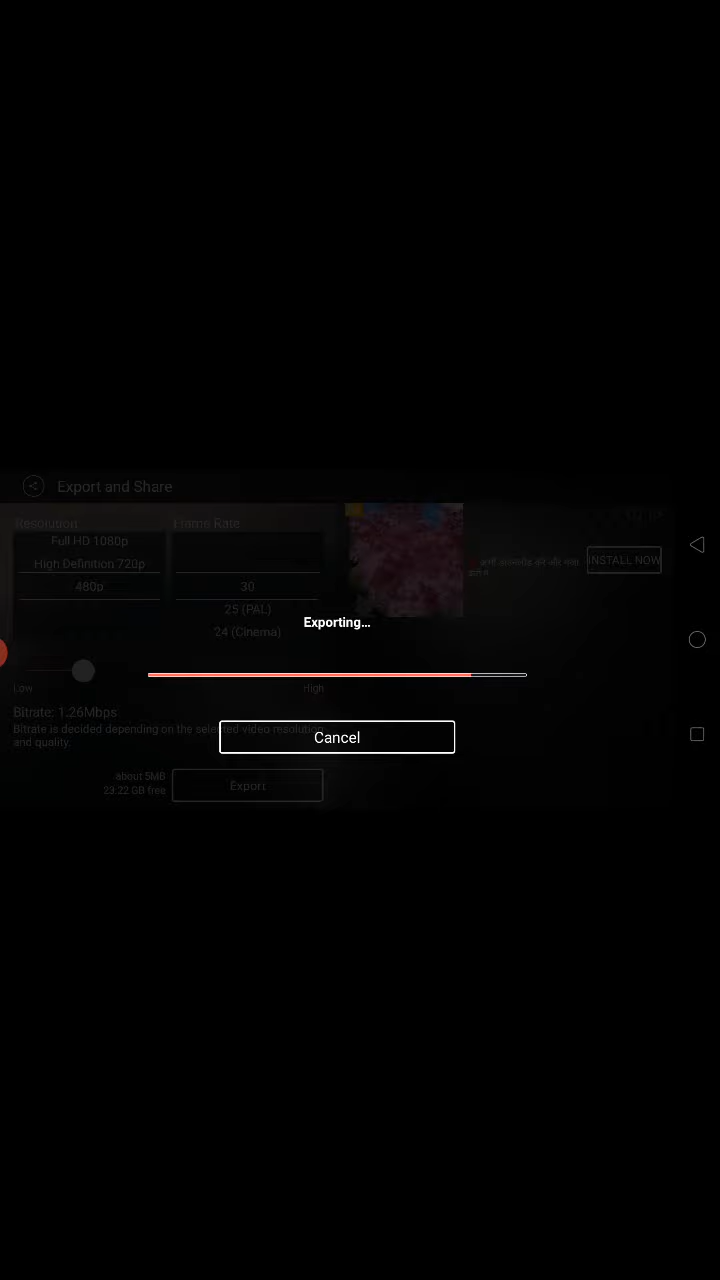 Export and Share
Resolution
Frame Rate
Full HD 1080p
High Definition 720p
480p
30
25 (PAL)
24 (Cinema)
INSTALL NOW
Exporting...
Low
High
Bitrate: 1.26Mbps
Bitrate is decided depending on the selected video resolution
and quality.
Cancel
about 5MB
23.22 GB free
Export